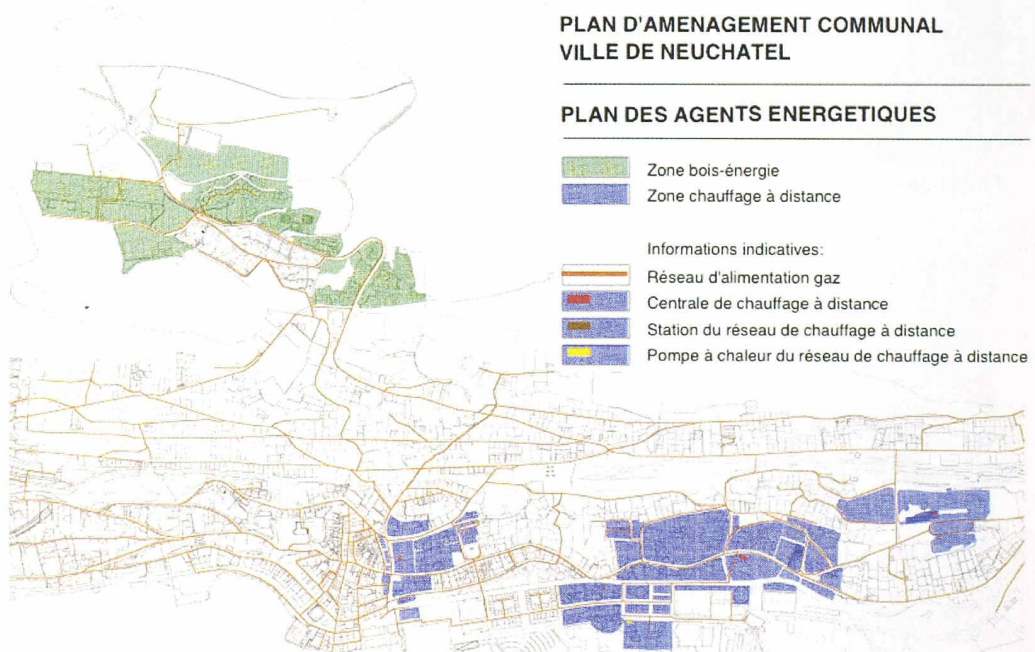 PLAN D'AMENAGEMENT COMMUNAL
VILLE DE NEUCHATEL
PLAN DES AGENTS ENERGETIQUES
Zone bois-énergie
Zone chauffage à distance
Informations indicatives:
Réseau d'alimentation gaz
Centrale de chauffage à distance
Station du réseau de chauffage à distance
Pompe à chaleur du réseau de chauffage à distance